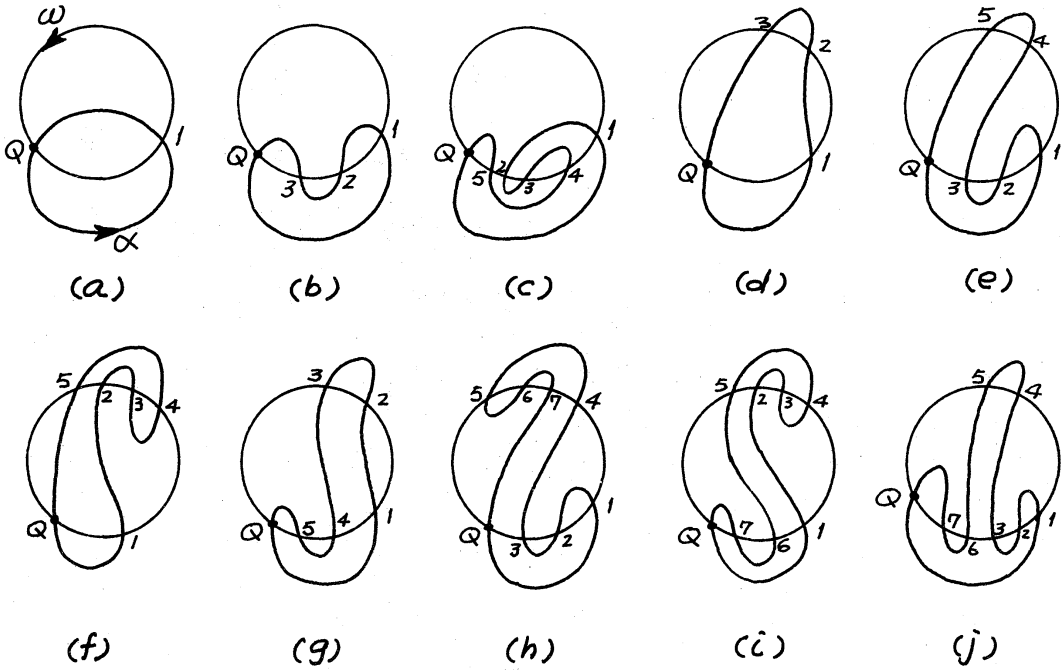 ω
Q 1
α
(a)
Q 1
3 2
(b)
Q 1
5 2 3 4
(c)
3
2
Q 1
(d)
5
4
Q 1
3 2
(e)
5 2 3 4
Q
1
(f)
3 2
Q 5 4 1
(g)
5 6 7 4
Q 1
3 2
(h)
5 2 3 4
Q 7 6 1
(i)
5 4
Q 1
7 6 3 2
(j)